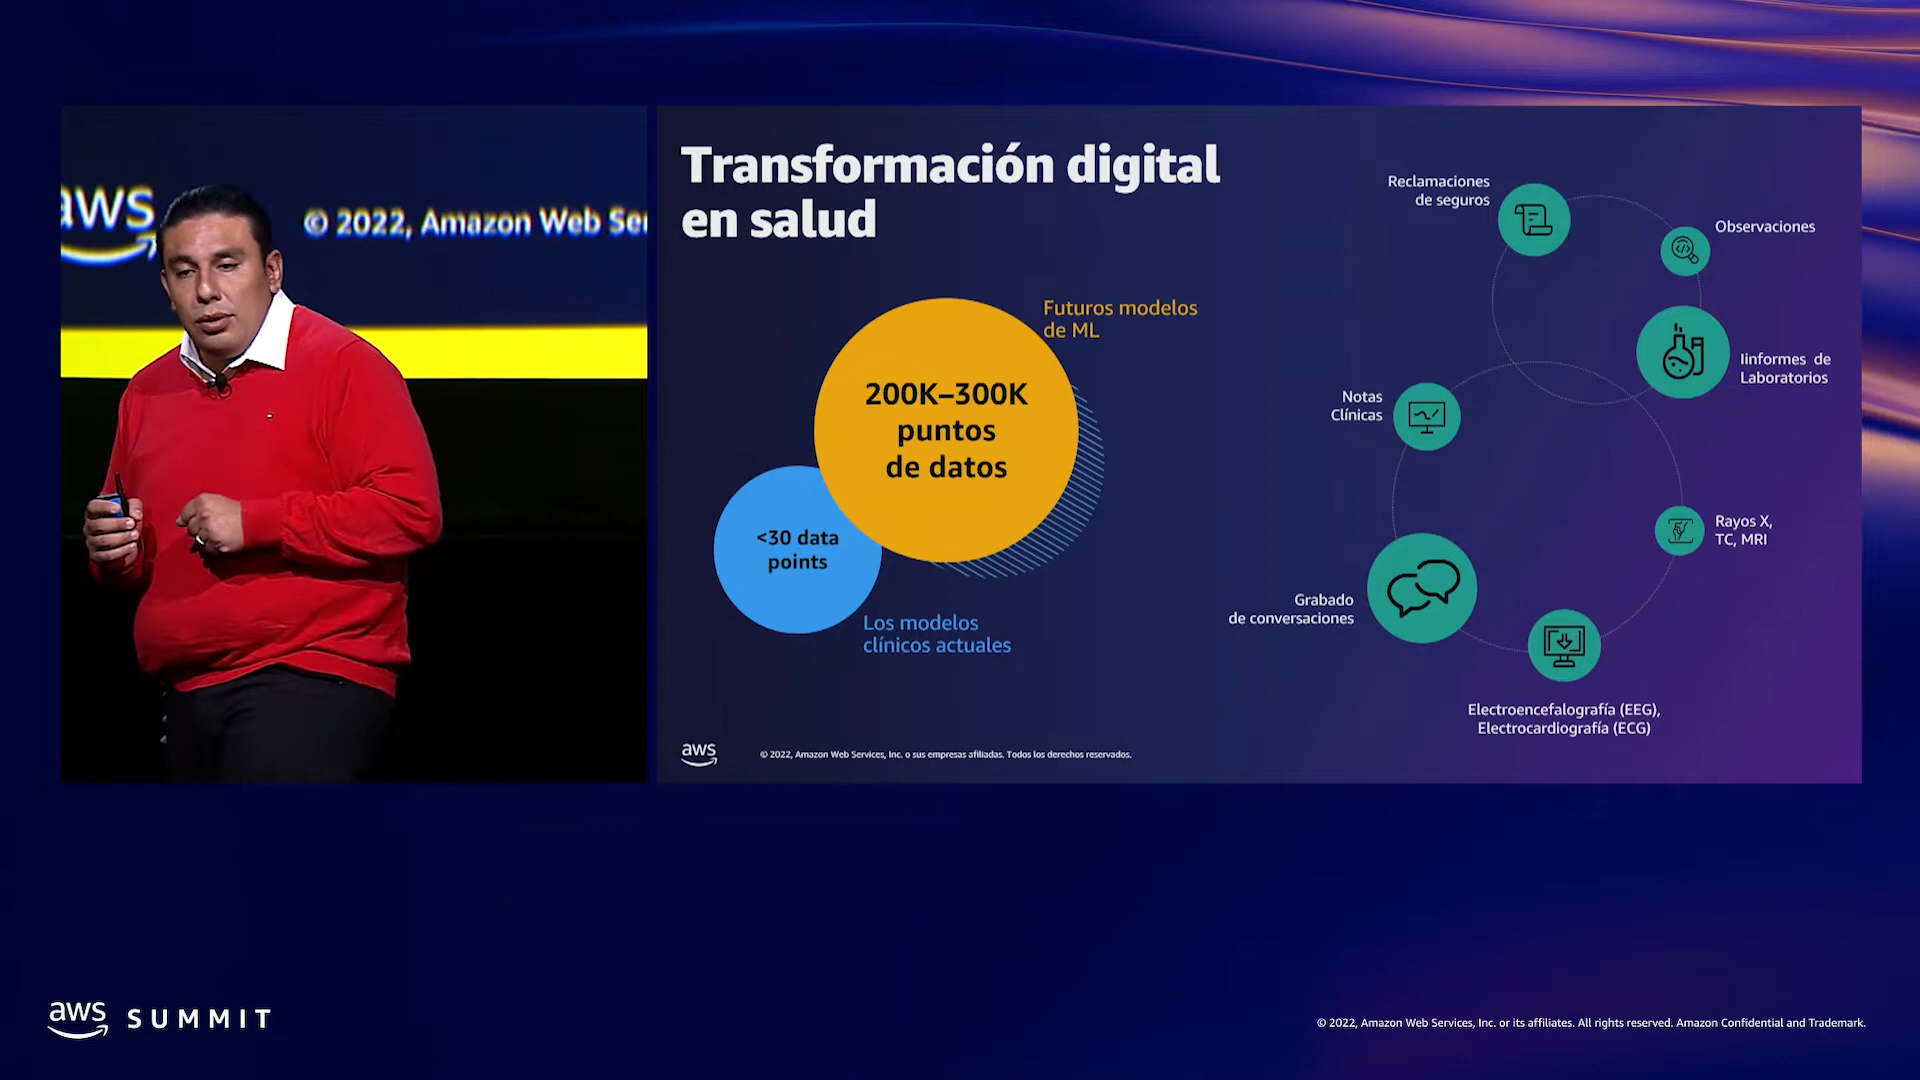 aws
© 2022, Amazon Web Ser
Transformación digital
en salud
Futuros modelos
de ML
200K–300K
puntos
de datos
<30 data
points
Los modelos
clínicos actuales
Reclamaciones
de seguros
Observaciones
Iinformes de
Laboratorios
Notas
Clínicas
Rayos X,
TC, MRI
Grabado
de conversaciones
Electroencefalografía (EEG),
Electrocardiografía (ECG)
aws
© 2022, Amazon Web Services, Inc. o sus empresas afiliadas. Todos los derechos reservados.
aws SUMMIT
© 2022, Amazon Web Services, Inc. or its affiliates. All rights reserved. Amazon Confidential and Trademark.